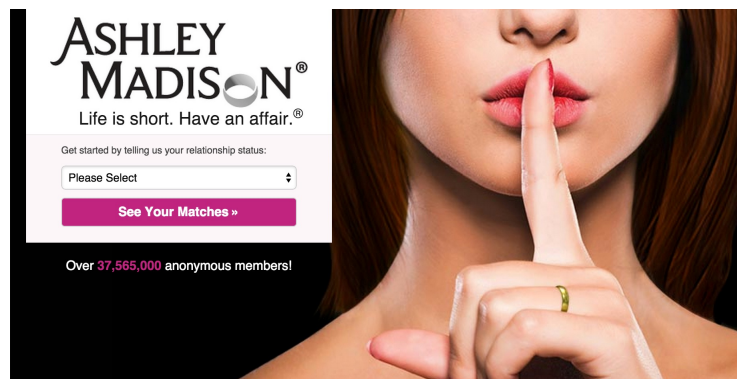 ASHLEY
MADISON®
Life is short. Have an affair.®
Get started by telling us your relationship status:
Please Select
See Your Matches »
Over 37,565,000 anonymous members!